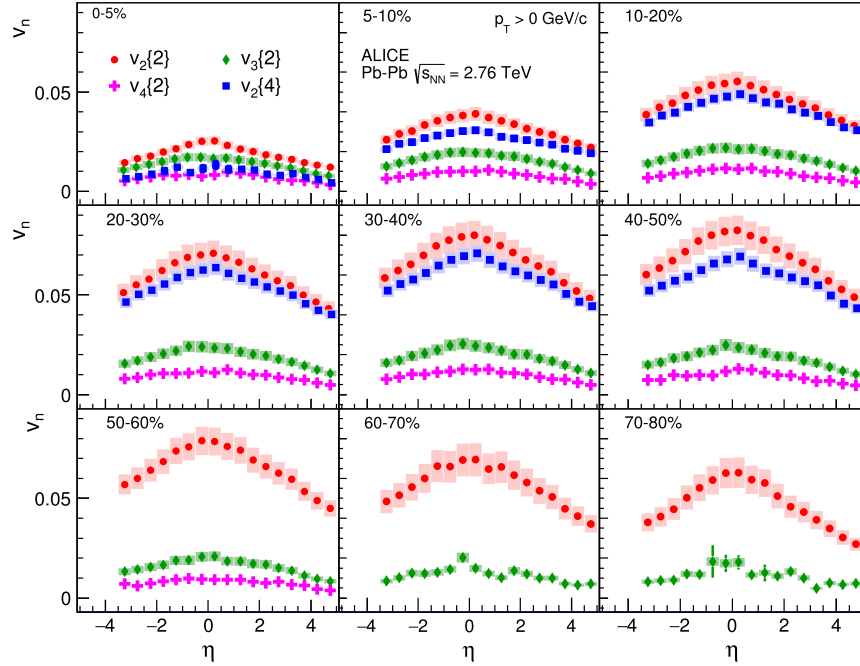 0-5%
5-10%
p_T > 0 GeV/c
10-20%
v_n
v_2{2}
v_3{2}
v_4{2}
v_2{4}
ALICE
Pb-Pb √s_NN = 2.76 TeV
0.05
0
20-30%
30-40%
40-50%
v_n
0.05
0
50-60%
60-70%
70-80%
v_n
0.05
0
−4 −2 0 2 4
−4 −2 0 2 4
−4 −2 0 2 4
η
η
η